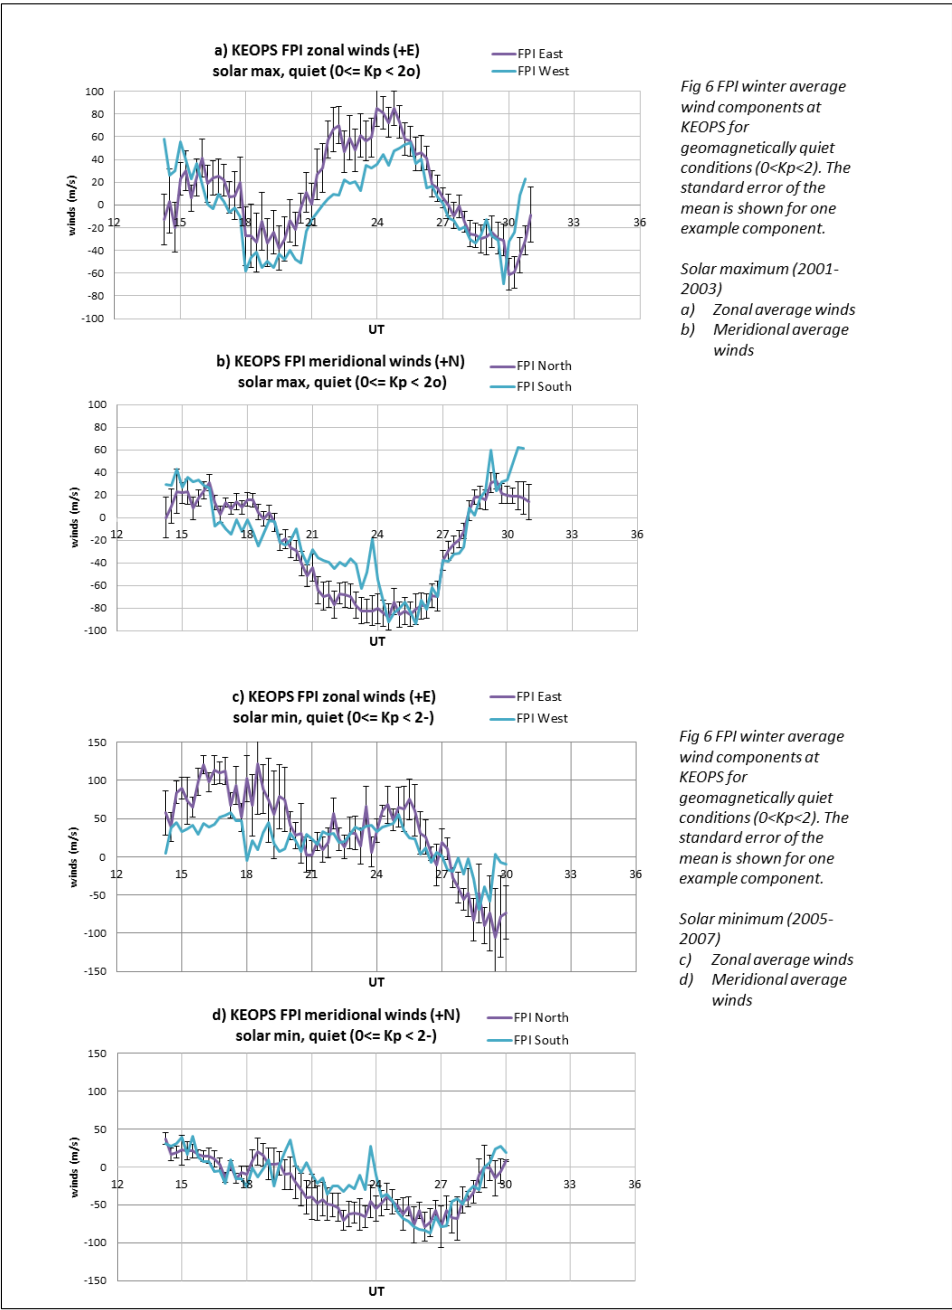 a) KEOPS FPI zonal winds (+E)
solar max, quiet (0<= Kp < 2o)
FPI East
FPI West
100
80
60
40
20
0
-20
-40
-60
-80
-100
12 15 18 21 24 27 30 33 36
winds (m/s)
UT
Fig 6 FPI winter average
wind components at
KEOPS for
geomagnetically quiet
conditions (0<Kp<2). The
standard error of the
mean is shown for one
example component.
Solar maximum (2001-
2003)
a) Zonal average winds
b) Meridional average
winds
b) KEOPS FPI meridional winds (+N)
solar max, quiet (0<= Kp < 2o)
FPI North
FPI South
100
80
60
40
20
0
-20
-40
-60
-80
-100
12 15 18 21 24 27 30 33 36
winds (m/s)
UT
c) KEOPS FPI zonal winds (+E)
solar min, quiet (0<= Kp < 2-)
FPI East
FPI West
150
100
50
0
-50
-100
-150
12 15 18 21 24 27 30 33 36
winds (m/s)
UT
Fig 6 FPI winter average
wind components at
KEOPS for
geomagnetically quiet
conditions (0<Kp<2). The
standard error of the
mean is shown for one
example component.
Solar minimum (2005-
2007)
c) Zonal average winds
d) Meridional average
winds
d) KEOPS FPI meridional winds (+N)
solar min, quiet (0<= Kp < 2-)
FPI North
FPI South
150
100
50
0
-50
-100
-150
12 15 18 21 24 27 30 33 36
winds (m/s)
UT